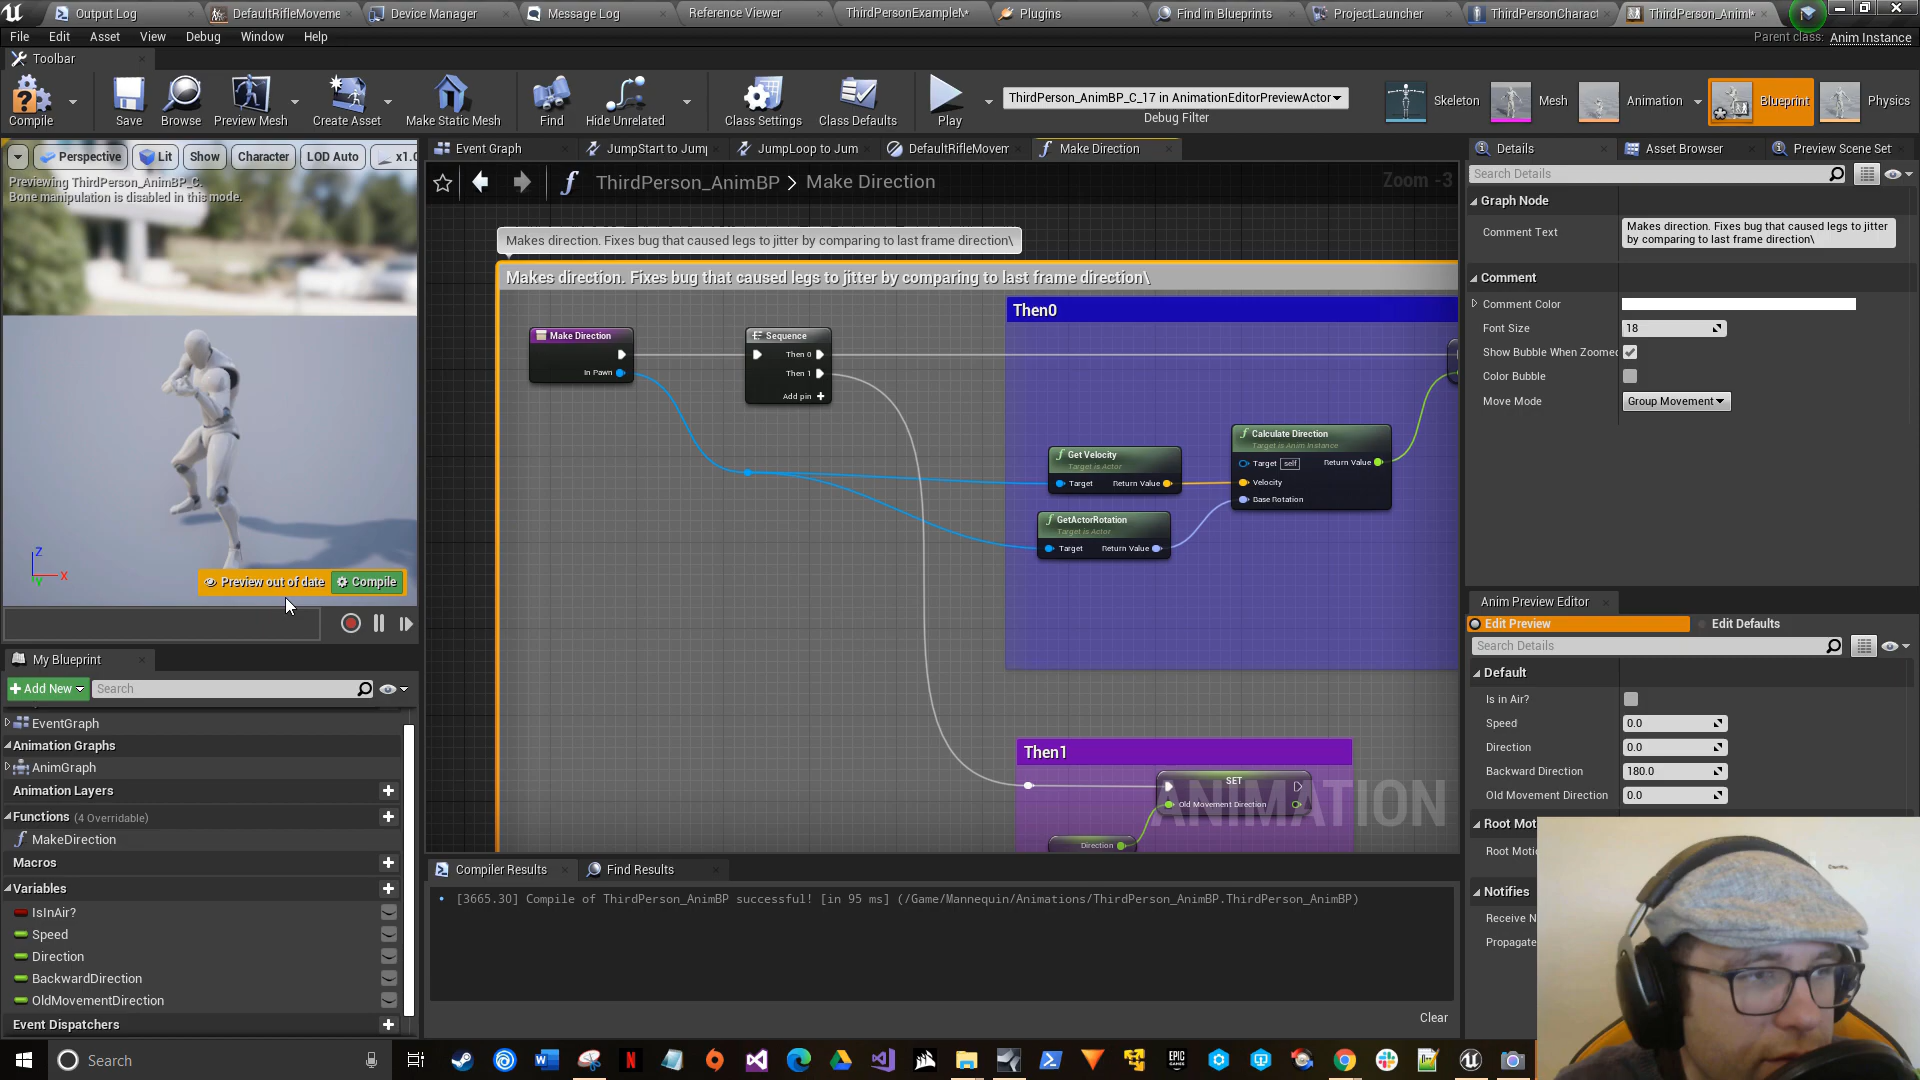 Output Log
DefaultRifleMoveme
Device Manager
Message Log
Reference Viewer
ThirdPersonExampleM*
Plugins
Find in Blueprints
ProjectLauncher
ThirdPersonCharact
ThirdPerson_AnimI*
File Edit Asset View Debug Window Help
Parent class: Anim Instance
Toolbar
Compile
Save
Browse
Preview Mesh
Create Asset
Make Static Mesh
Find
Hide Unrelated
Class Settings
Class Defaults
Play
ThirdPerson_AnimBP_C_17 in AnimationEditorPreviewActor
Debug Filter
Skeleton
Mesh
Animation
Blueprint
Physics
Perspective
Lit
Show
Character
LOD Auto
x1.0
Previewing ThirdPerson_AnimBP_C.
Bone manipulation is disabled in this mode.
Z
X
Y
Preview out of date
Compile
Event Graph
JumpStart to Jump
JumpLoop to Jum
DefaultRifleMovem
Make Direction
ThirdPerson_AnimBP > Make Direction
Zoom -3
Makes direction. Fixes bug that caused legs to jitter by comparing to last frame direction\
Makes direction. Fixes bug that caused legs to jitter by comparing to last frame direction\
Make Direction
In Pawn
Sequence
Then 0
Then 1
Add pin
Then0
Get Velocity
Target is Actor
Target
Return Value
GetActorRotation
Target is Actor
Target
Return Value
Calculate Direction
Target is Anim Instance
Target self
Return Value
Velocity
Base Rotation
Then1
SET
Old Movement Direction
Direction
ANIMATION
Details
Asset Browser
Preview Scene Set
Search Details
Graph Node
Comment Text
Makes direction. Fixes bug that caused legs to jitter
by comparing to last frame direction\
Comment
Comment Color
Font Size
18
Show Bubble When Zoomed
Color Bubble
Move Mode
Group Movement
Anim Preview Editor
Edit Preview
Edit Defaults
Search Details
Default
Is in Air?
Speed
0.0
Direction
0.0
Backward Direction
180.0
Old Movement Direction
0.0
Root Mot
Root Motio
Notifies
Receive N
Propagate
My Blueprint
Add New
Search
EventGraph
Animation Graphs
AnimGraph
Animation Layers
Functions (4 Overridable)
MakeDirection
Macros
Variables
IsInAir?
Speed
Direction
BackwardDirection
OldMovementDirection
Event Dispatchers
Compiler Results
Find Results
[3665.30] Compile of ThirdPerson_AnimBP successful! [in 95 ms] (/Game/Mannequin/Animations/ThirdPerson_AnimBP.ThirdPerson_AnimBP)
Clear
Search